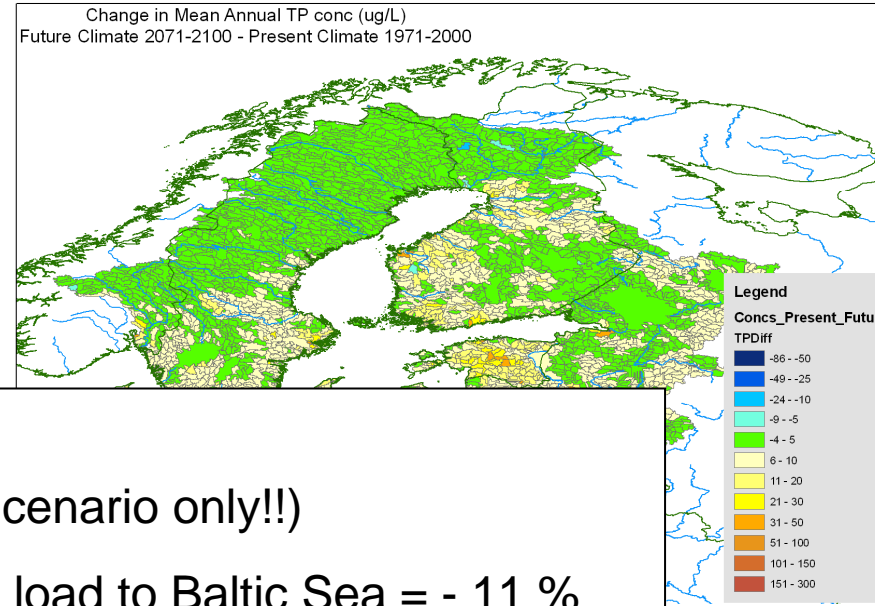 Change in Mean Annual TP conc (ug/L)
Future Climate 2071-2100 - Present Climate 1971-2000
Legend
Concs_Present_Futu
TPDiff
-86 - -50
-49 - -25
-24 - -10
-9 - -5
-4 - 5
6 - 10
11 - 20
21 - 30
31 - 50
51 - 100
101 - 150
151 - 300
cenario only!!)
load to Baltic Sea = - 11 %